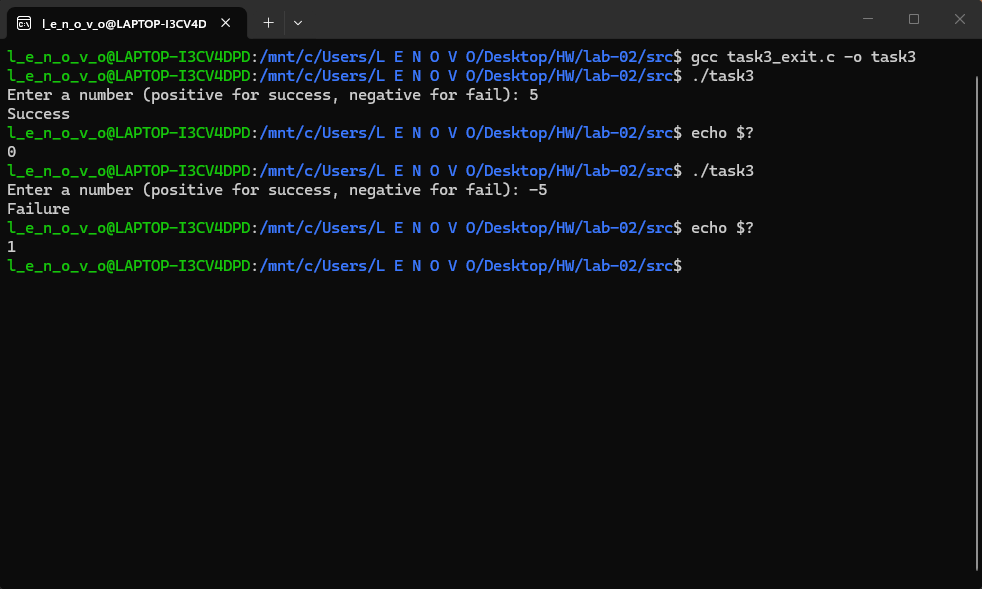 l_e_n_o_v_o@LAPTOP-I3CV4D
l_e_n_o_v_o@LAPTOP-I3CV4DPD:/mnt/c/Users/L E N O V O/Desktop/HW/lab-02/src$ gcc task3_exit.c -o task3
l_e_n_o_v_o@LAPTOP-I3CV4DPD:/mnt/c/Users/L E N O V O/Desktop/HW/lab-02/src$ ./task3
Enter a number (positive for success, negative for fail): 5
Success
l_e_n_o_v_o@LAPTOP-I3CV4DPD:/mnt/c/Users/L E N O V O/Desktop/HW/lab-02/src$ echo $?
0
l_e_n_o_v_o@LAPTOP-I3CV4DPD:/mnt/c/Users/L E N O V O/Desktop/HW/lab-02/src$ ./task3
Enter a number (positive for success, negative for fail): -5
Failure
l_e_n_o_v_o@LAPTOP-I3CV4DPD:/mnt/c/Users/L E N O V O/Desktop/HW/lab-02/src$ echo $?
1
l_e_n_o_v_o@LAPTOP-I3CV4DPD:/mnt/c/Users/L E N O V O/Desktop/HW/lab-02/src$